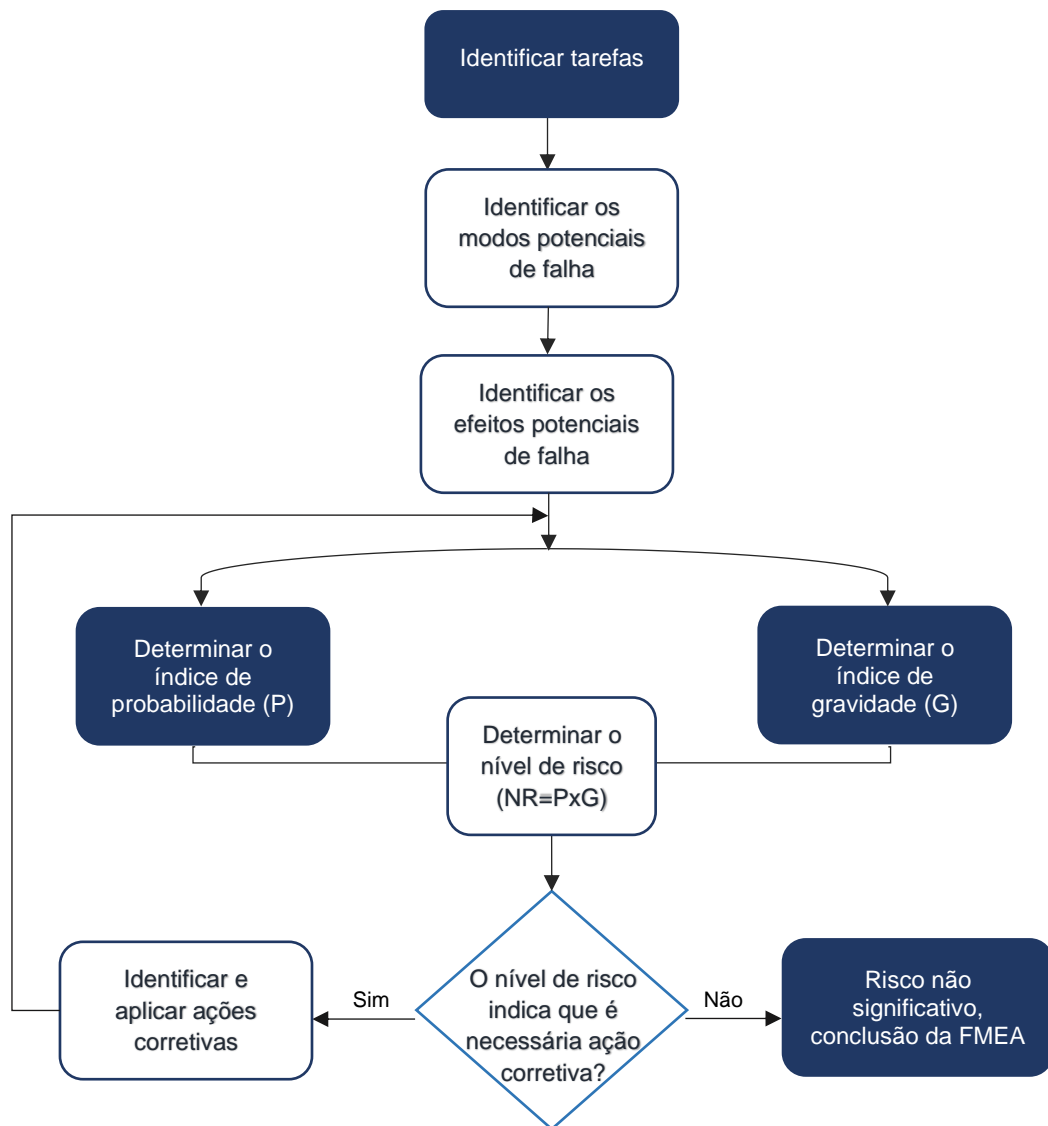 Identificar tarefas
Identificar os
modos potenciais
de falha
Identificar os
efeitos potenciais
de falha
Determinar o
índice de
probabilidade (P)
Determinar o
índice de
gravidade (G)
Determinar o
nível de risco
(NR=PxG)
O nível de risco
indica que é
necessária ação
corretiva?
Sim
Identificar e
aplicar ações
corretivas
Não
Risco não
significativo,
conclusão da FMEA